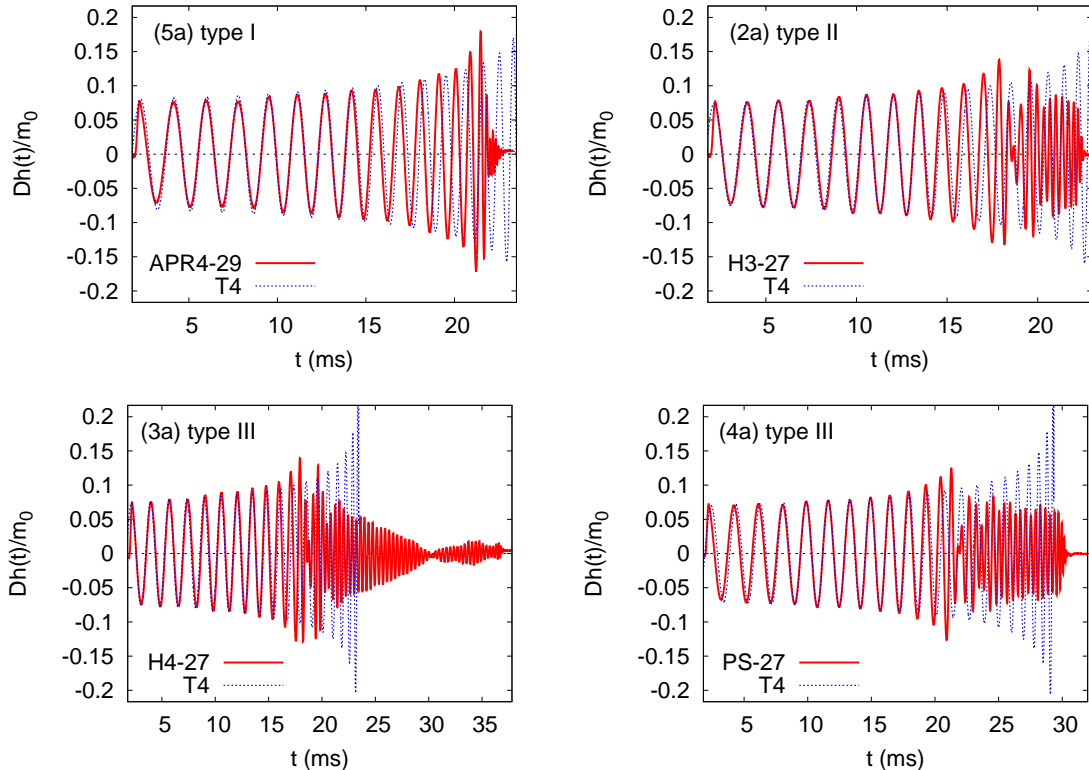 (5a) type I
0.2
0.15
0.1
0.05
0
-0.05
-0.1
-0.15
-0.2
Dh(t)/m0
APR4-29
T4
5 10 15 20
t (ms)
(2a) type II
0.2
0.15
0.1
0.05
0
-0.05
-0.1
-0.15
-0.2
Dh(t)/m0
H3-27
T4
5 10 15 20
t (ms)
(3a) type III
0.2
0.15
0.1
0.05
0
-0.05
-0.1
-0.15
-0.2
Dh(t)/m0
H4-27
T4
5 10 15 20 25 30 35
t (ms)
(4a) type III
0.2
0.15
0.1
0.05
0
-0.05
-0.1
-0.15
-0.2
Dh(t)/m0
PS-27
T4
5 10 15 20 25 30
t (ms)